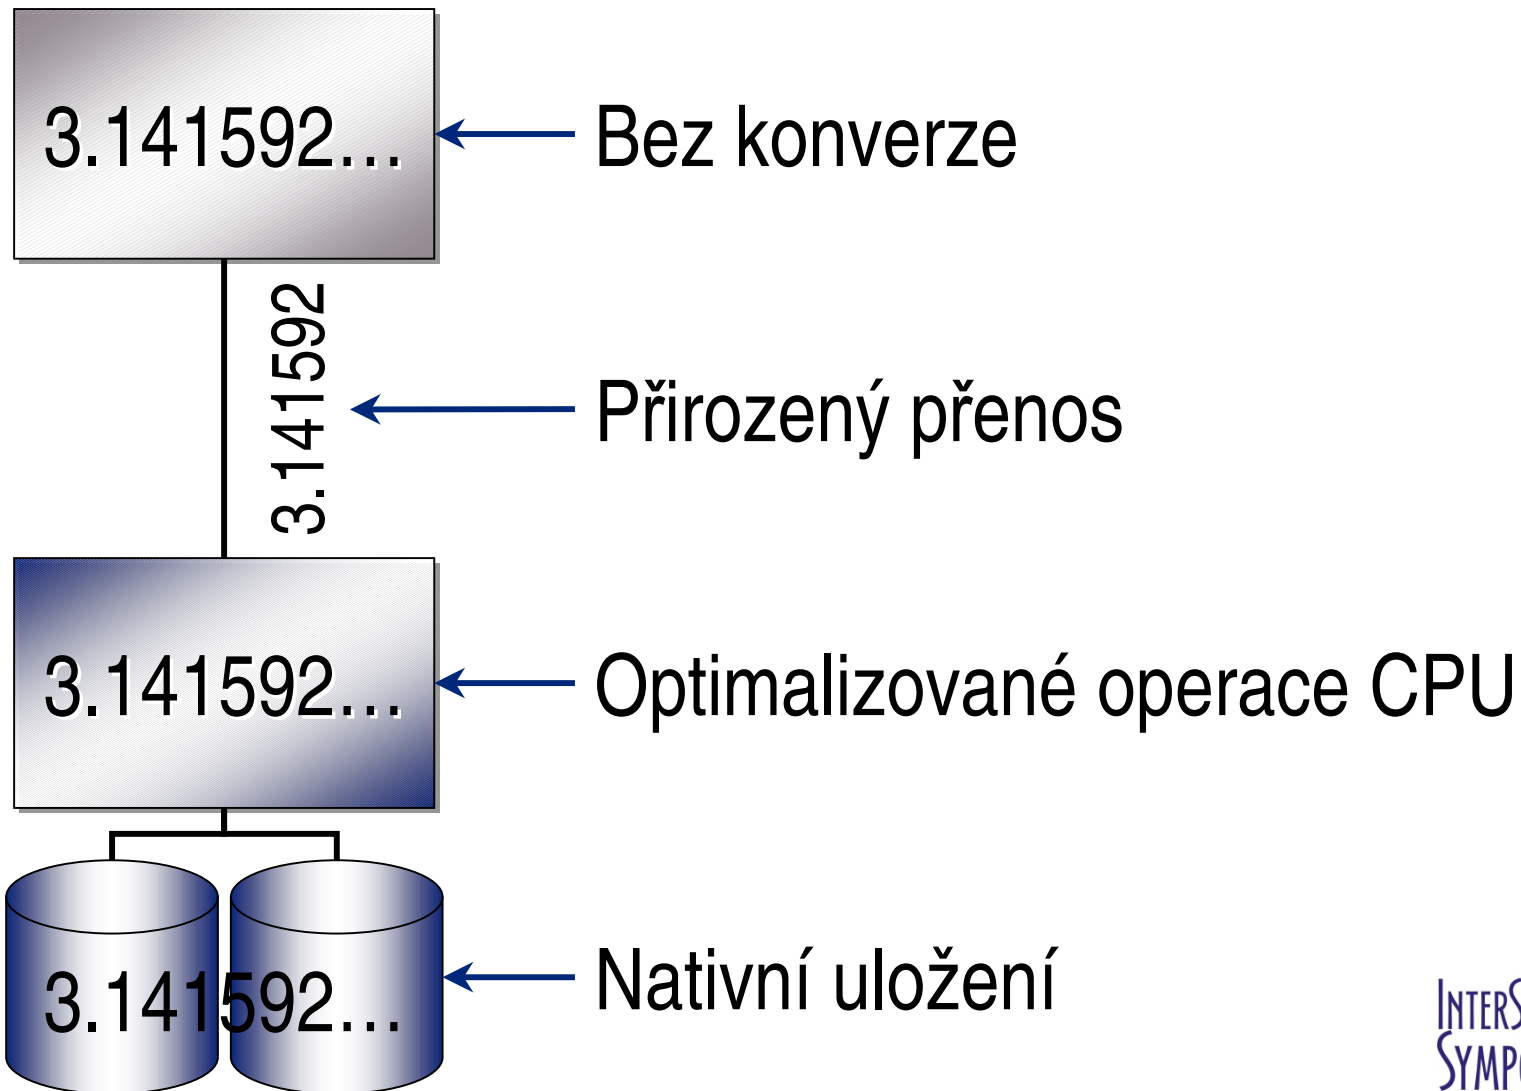 3.141592...
Bez konverze
3.141592
Přirozený přenos
3.141592...
Optimalizované operace CPU
3.141592...
Nativní uložení